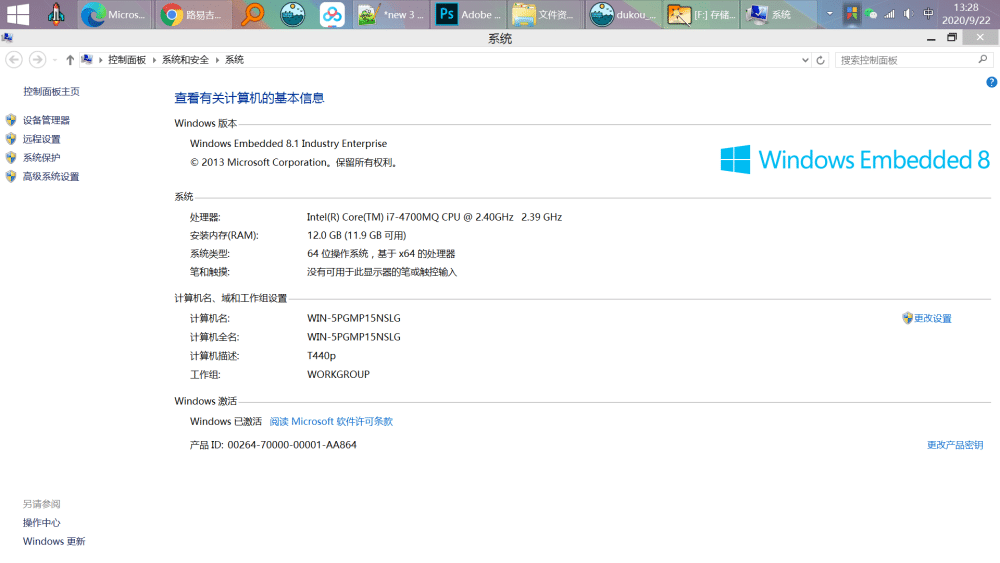 Micros...
路易吉...
*new 3 ...
Ps
Adobe ...
文件资...
dukou_...
[F:] 存储...
系统
中
13:28
2020/9/22
系统
控制面板 系统和安全 系统
搜索控制面板
控制面板主页
设备管理器
远程设置
系统保护
高级系统设置
查看有关计算机的基本信息
Windows 版本
Windows Embedded 8.1 Industry Enterprise
© 2013 Microsoft Corporation。保留所有权利。
Windows Embedded 8
系统
处理器: Intel(R) Core(TM) i7-4700MQ CPU @ 2.40GHz 2.39 GHz
安装内存(RAM): 12.0 GB (11.9 GB 可用)
系统类型: 64 位操作系统，基于 x64 的处理器
笔和触摸: 没有可用于此显示器的笔或触控输入
计算机名、域和工作组设置
计算机名: WIN-5PGMP15NSLG 更改设置
计算机全名: WIN-5PGMP15NSLG
计算机描述: T440p
工作组: WORKGROUP
Windows 激活
Windows 已激活 阅读 Microsoft 软件许可条款
产品 ID: 00264-70000-00001-AA864 更改产品密钥
另请参阅
操作中心
Windows 更新